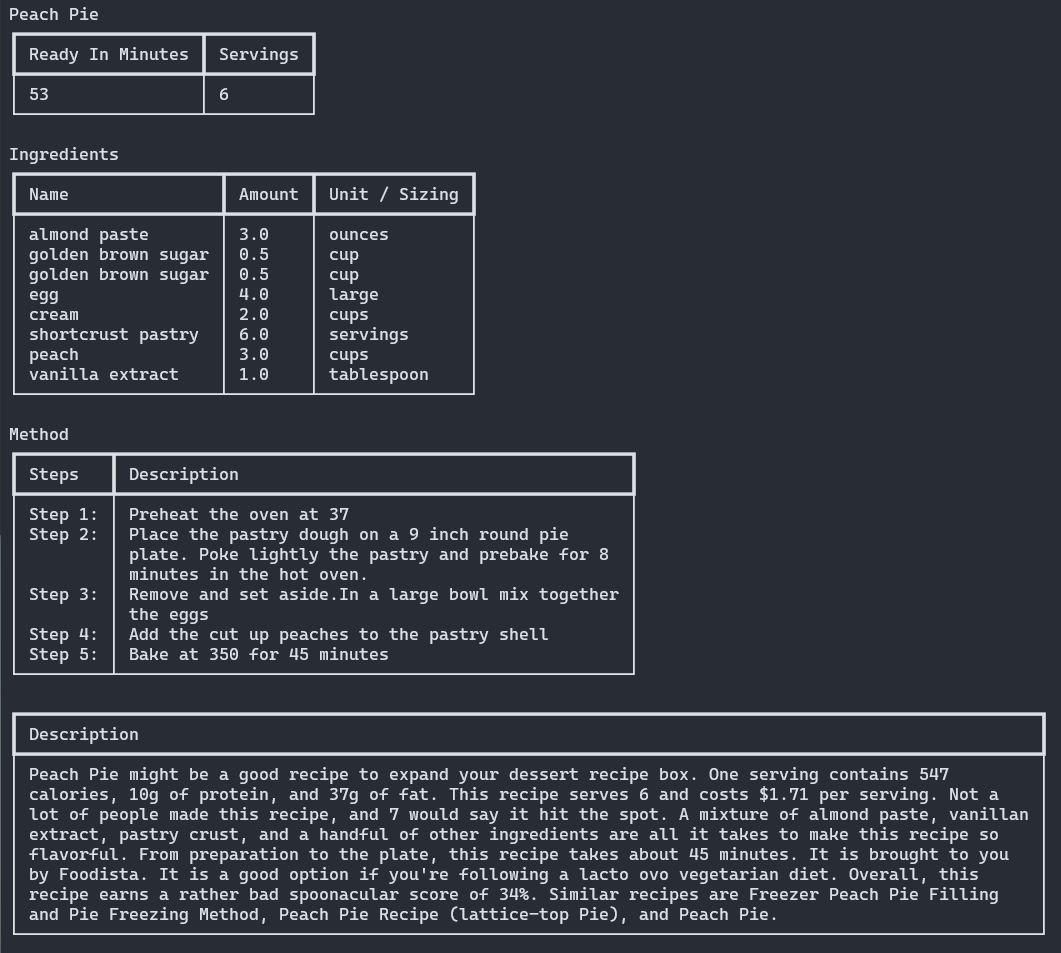 Peach Pie
Ready In Minutes Servings
53 6
Ingredients
Name Amount Unit / Sizing
almond paste 3.0 ounces
golden brown sugar 0.5 cup
golden brown sugar 0.5 cup
egg 4.0 large
cream 2.0 cups
shortcrust pastry 6.0 servings
peach 3.0 cups
vanilla extract 1.0 tablespoon
Method
Steps Description
Step 1: Preheat the oven at 37
Step 2: Place the pastry dough on a 9 inch round pie
plate. Poke lightly the pastry and prebake for 8
minutes in the hot oven.
Step 3: Remove and set aside.In a large bowl mix together
the eggs
Step 4: Add the cut up peaches to the pastry shell
Step 5: Bake at 350 for 45 minutes
Description
Peach Pie might be a good recipe to expand your dessert recipe box. One serving contains 547
calories, 10g of protein, and 37g of fat. This recipe serves 6 and costs $1.71 per serving. Not a
lot of people made this recipe, and 7 would say it hit the spot. A mixture of almond paste, vanillan
extract, pastry crust, and a handful of other ingredients are all it takes to make this recipe so
flavorful. From preparation to the plate, this recipe takes about 45 minutes. It is brought to you
by Foodista. It is a good option if you're following a lacto ovo vegetarian diet. Overall, this
recipe earns a rather bad spoonacular score of 34%. Similar recipes are Freezer Peach Pie Filling
and Pie Freezing Method, Peach Pie Recipe (lattice-top Pie), and Peach Pie.